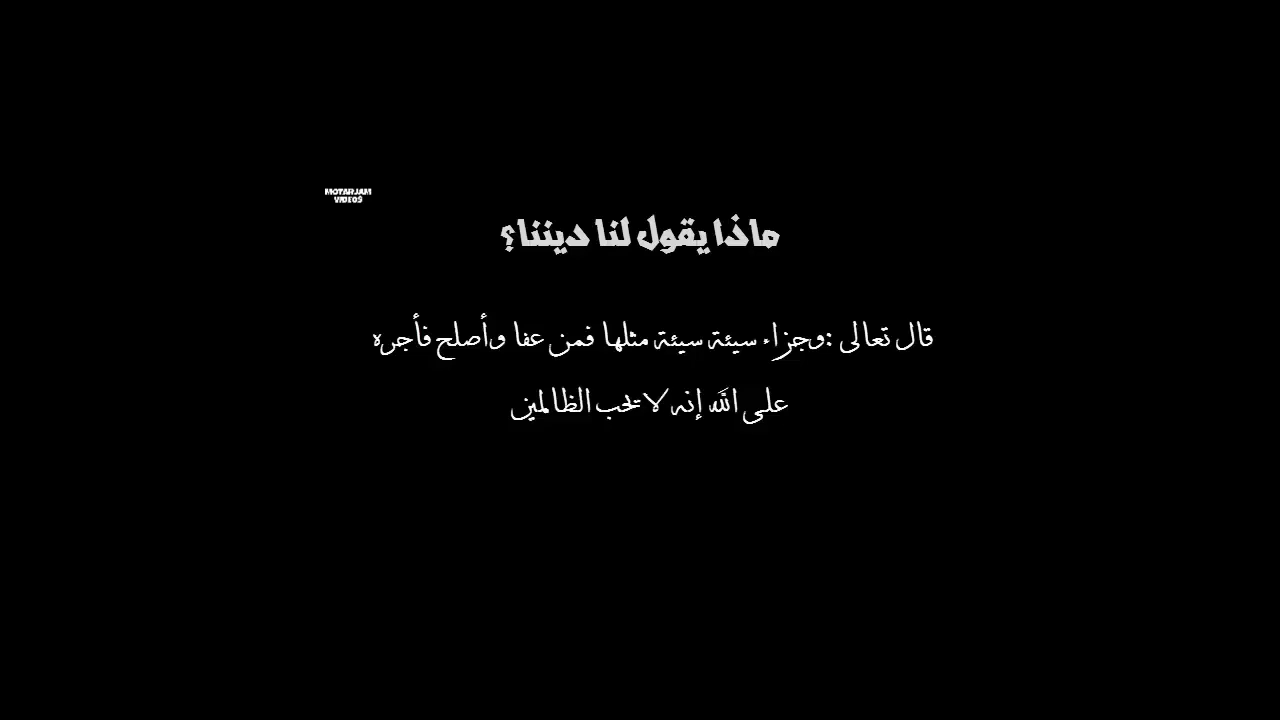 MOTARJAM
VIDEOS
ماذا يقول لنا ديننا؟
قال تعالى :وجزاء سيئة سيئة مثلها فمن عفا وأصلح فأجره
على الله إنه لا يحب الظالمين